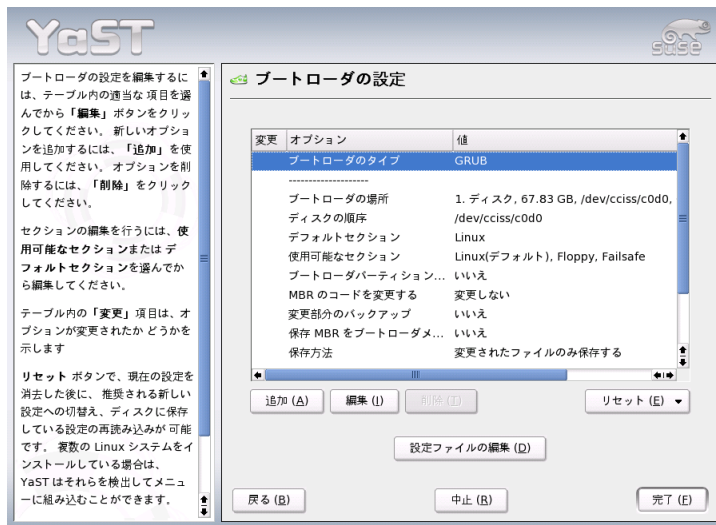 YaST
suse
ブートローダの設定を編集するに
は、テーブル内の適当な 項目を選
んでから「編集」ボタンをクリッ
クしてください。 新しいオプショ
ンを追加するには、「追加」を使
用してください。 オプションを削
除するには、「削除」をクリック
してください。
セクションの編集を行うには、使
用可能なセクションまたは デ
フォルトセクションを選んでか
ら編集してください。
テーブル内の「変更」項目は、オ
プションが変更されたか どうかを
示します
リセット ボタンで、現在の設定を
消去した後に、 推奨される新しい
設定への切替え、ディスクに保存
している設定の再読み込みが 可能
です。 複数の Linux システムをイ
ンストールしている場合は、
YaST はそれらを検出してメニュ
ーに組み込むことができます。
ブートローダの設定
変更 オプション 値
ブートローダのタイプ GRUB
--------------------
ブートローダの場所 1. ディスク, 67.83 GB, /dev/cciss/c0d0,
ディスクの順序 /dev/cciss/c0d0
デフォルトセクション Linux
使用可能なセクション Linux(デフォルト), Floppy, Failsafe
ブートローダパーティション... いいえ
MBR のコードを変更する 変更しない
変更部分のバックアップ いいえ
保存 MBR をブートローダメ... いいえ
保存方法 変更されたファイルのみ保存する
追加 (A) 編集 (I) 削除 (T) リセット (E)
設定ファイルの編集 (D)
戻る (B) 中止 (R) 完了 (F)